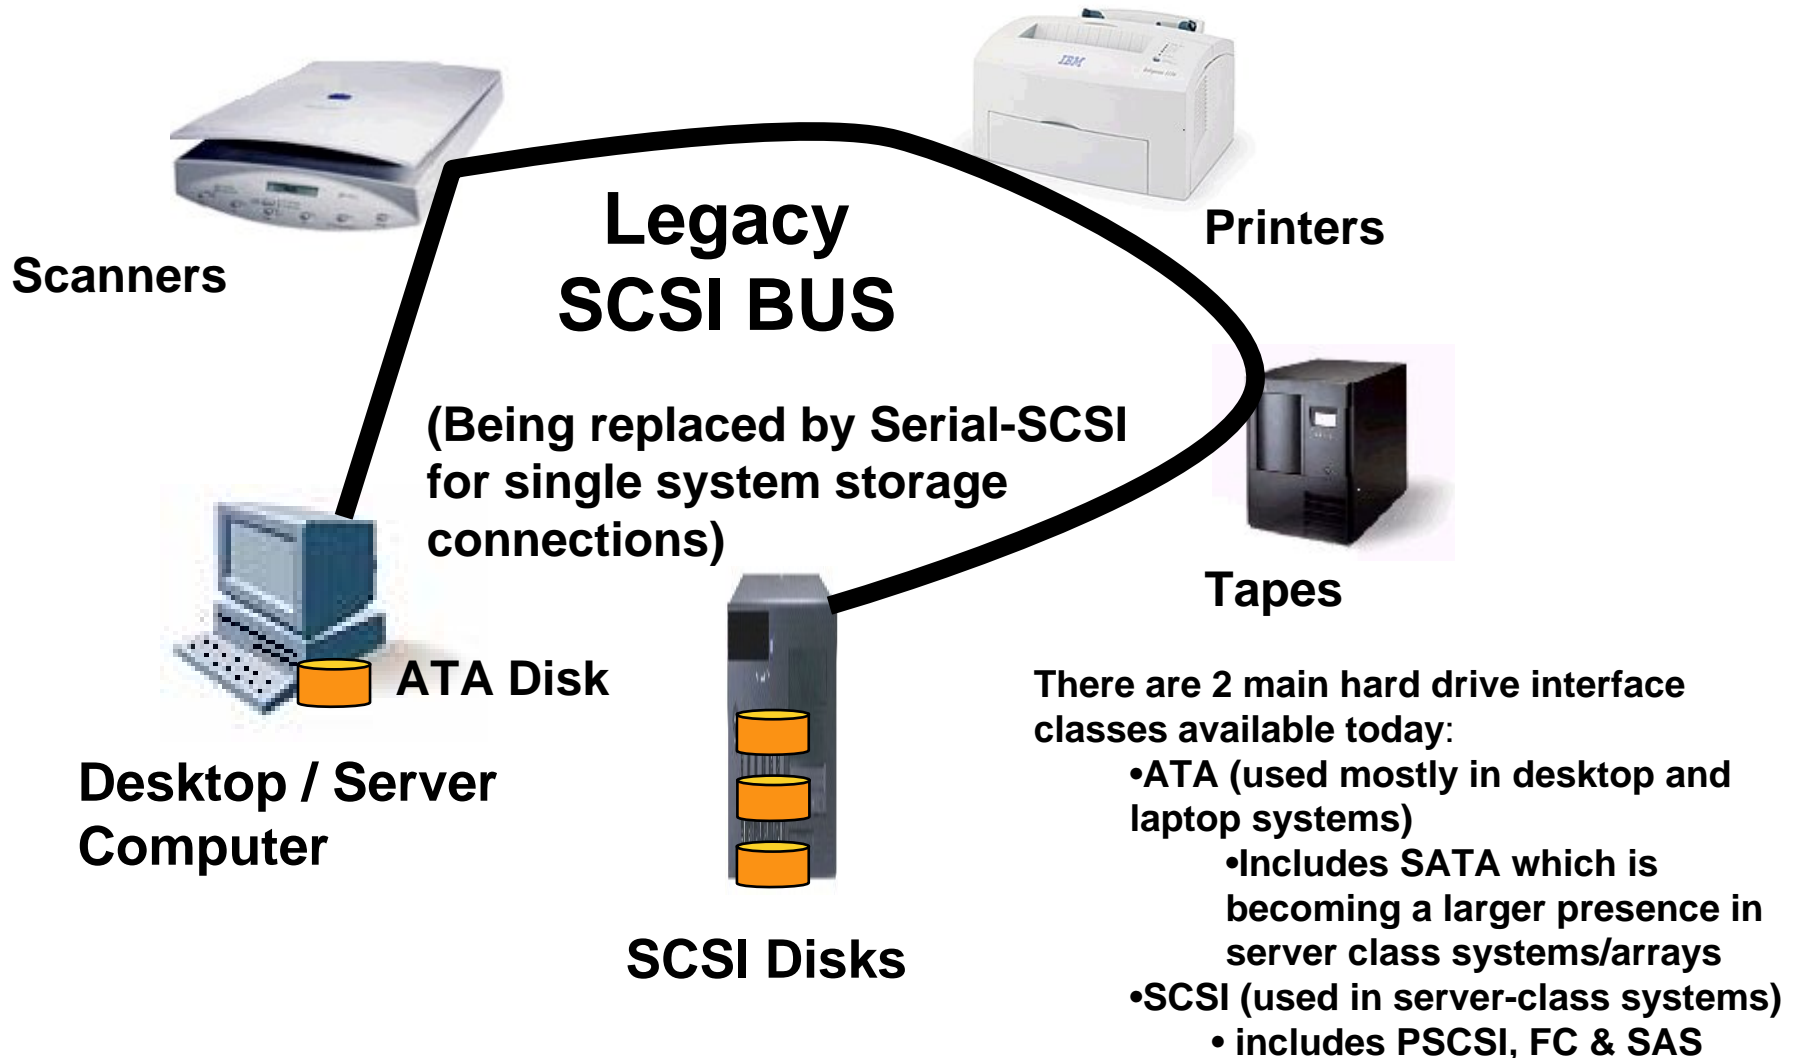 IBM
Legacy
SCSI BUS
Printers
Scanners
(Being replaced by Serial-SCSI
for single system storage
connections)
Tapes
ATA Disk
Desktop / Server
Computer
SCSI Disks
There are 2 main hard drive interface
classes available today:
•ATA (used mostly in desktop and
laptop systems)
•Includes SATA which is
becoming a larger presence in
server class systems/arrays
•SCSI (used in server-class systems)
• includes PSCSI, FC & SAS